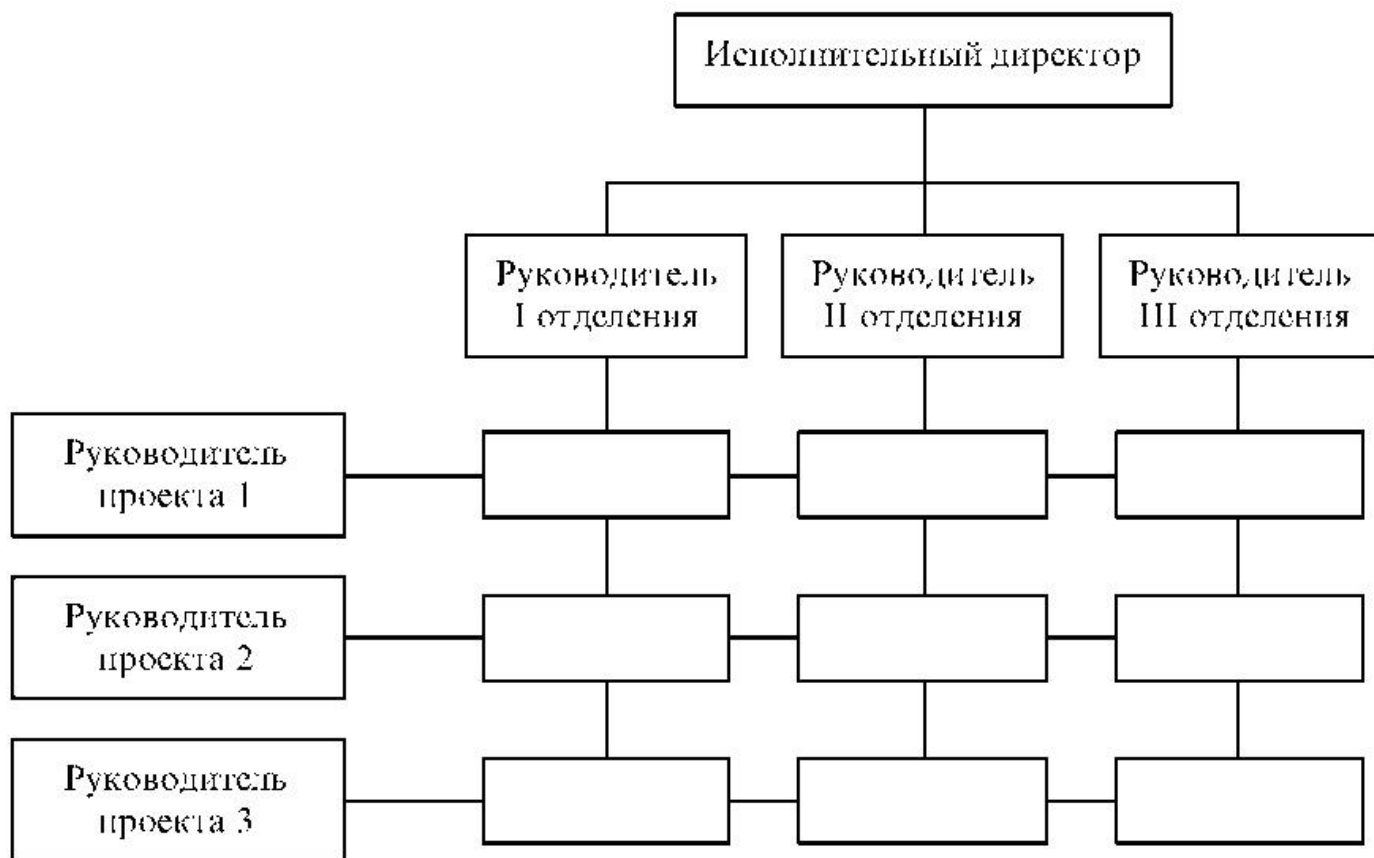 Исполнительный директор
Руководитель
I отделения
Руководитель
II отделения
Руководитель
III отделения
Руководитель
проекта 1
Руководитель
проекта 2
Руководитель
проекта 3